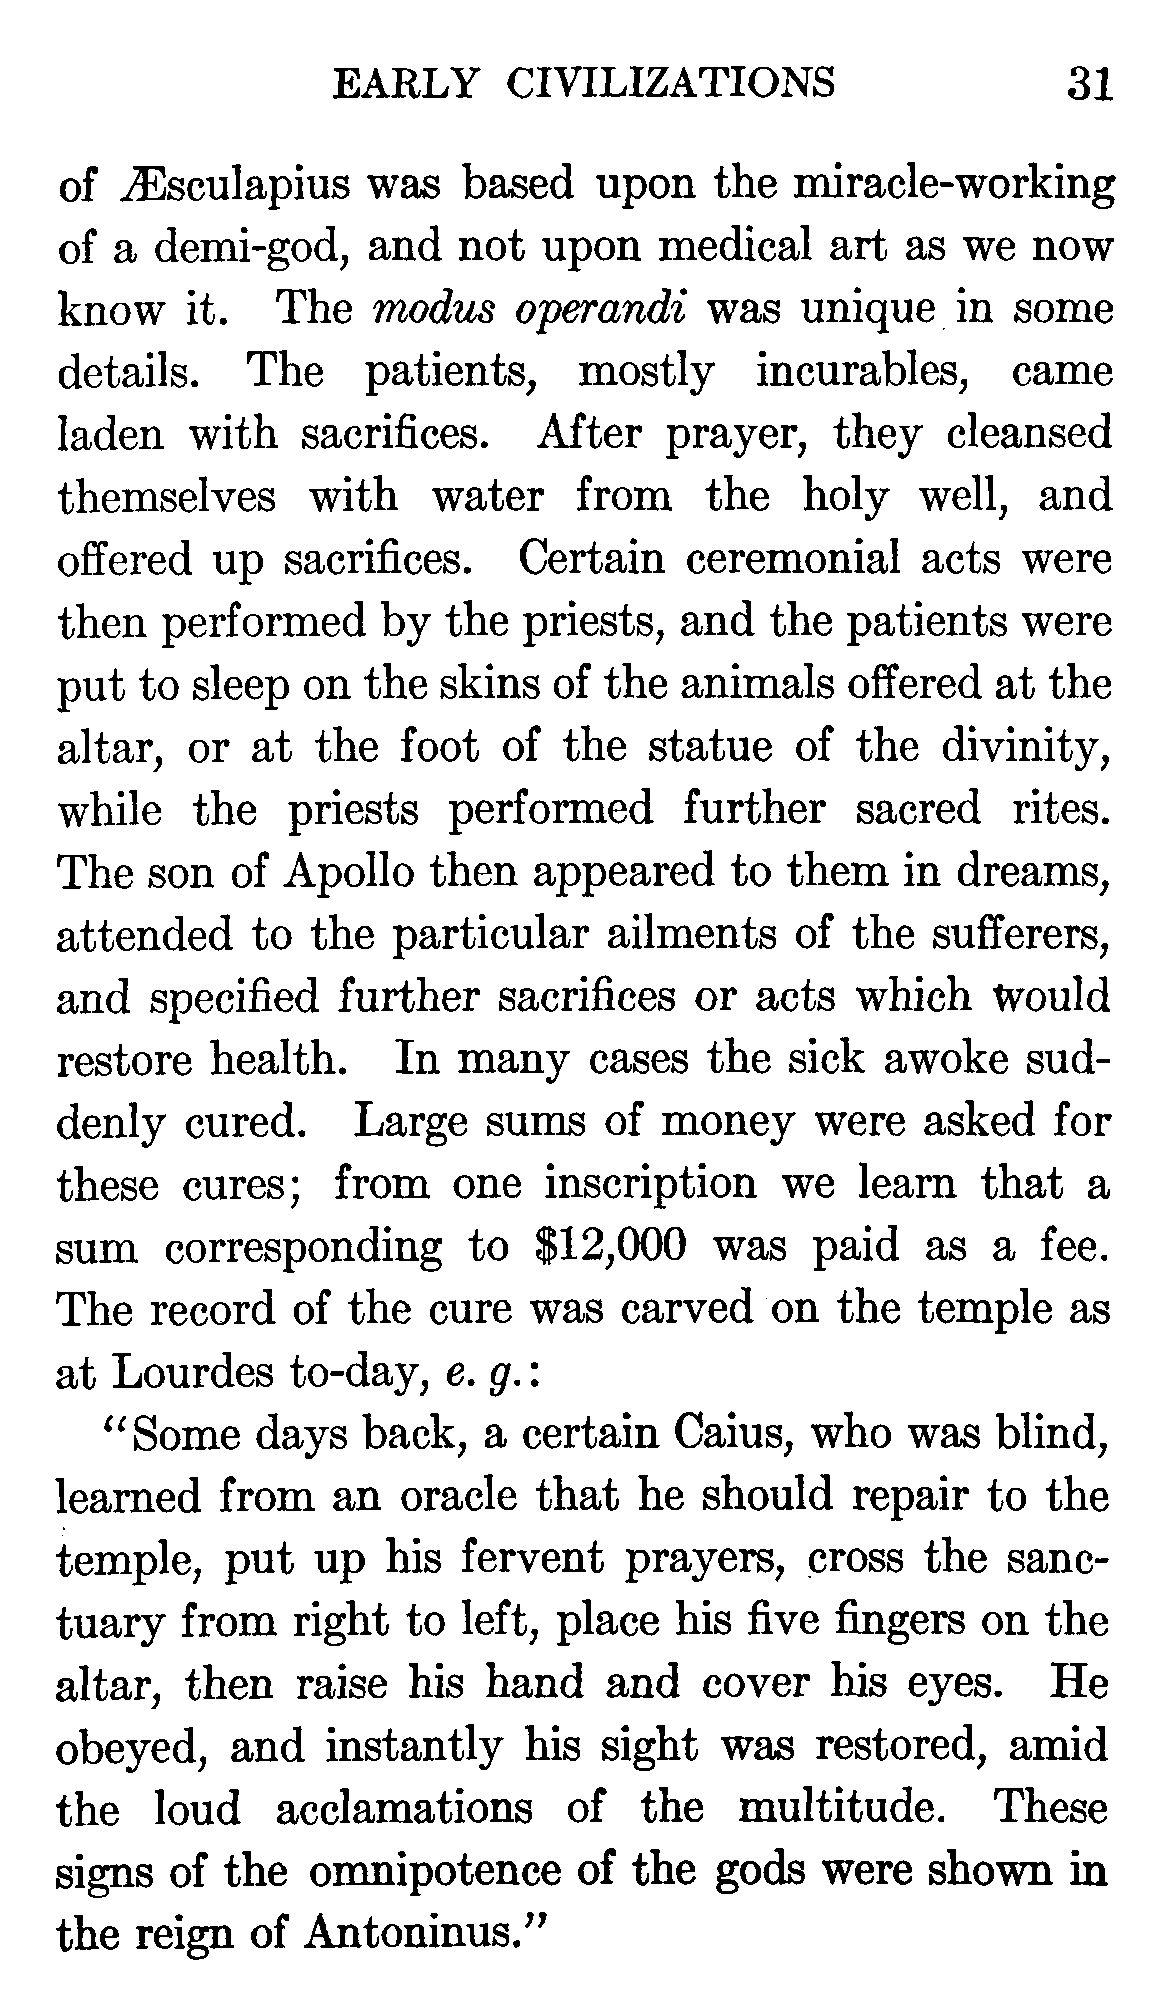 EARLY CIVILIZATIONS 31
of Æsculapius was based upon the miracle-working
of a demi-god, and not upon medical art as we now
know it. The modus operandi was unique in some
details. The patients, mostly incurables, came
laden with sacrifices. After prayer, they cleansed
themselves with water from the holy well, and
offered up sacrifices. Certain ceremonial acts were
then performed by the priests, and the patients were
put to sleep on the skins of the animals offered at the
altar, or at the foot of the statue of the divinity,
while the priests performed further sacred rites.
The son of Apollo then appeared to them in dreams,
attended to the particular ailments of the sufferers,
and specified further sacrifices or acts which would
restore health. In many cases the sick awoke sud-
denly cured. Large sums of money were asked for
these cures; from one inscription we learn that a
sum corresponding to $12,000 was paid as a fee.
The record of the cure was carved on the temple as
at Lourdes to-day, e. g.:
“Some days back, a certain Caius, who was blind,
learned from an oracle that he should repair to the
temple, put up his fervent prayers, cross the sanc-
tuary from right to left, place his five fingers on the
altar, then raise his hand and cover his eyes. He
obeyed, and instantly his sight was restored, amid
the loud acclamations of the multitude. These
signs of the omnipotence of the gods were shown in
the reign of Antoninus.”